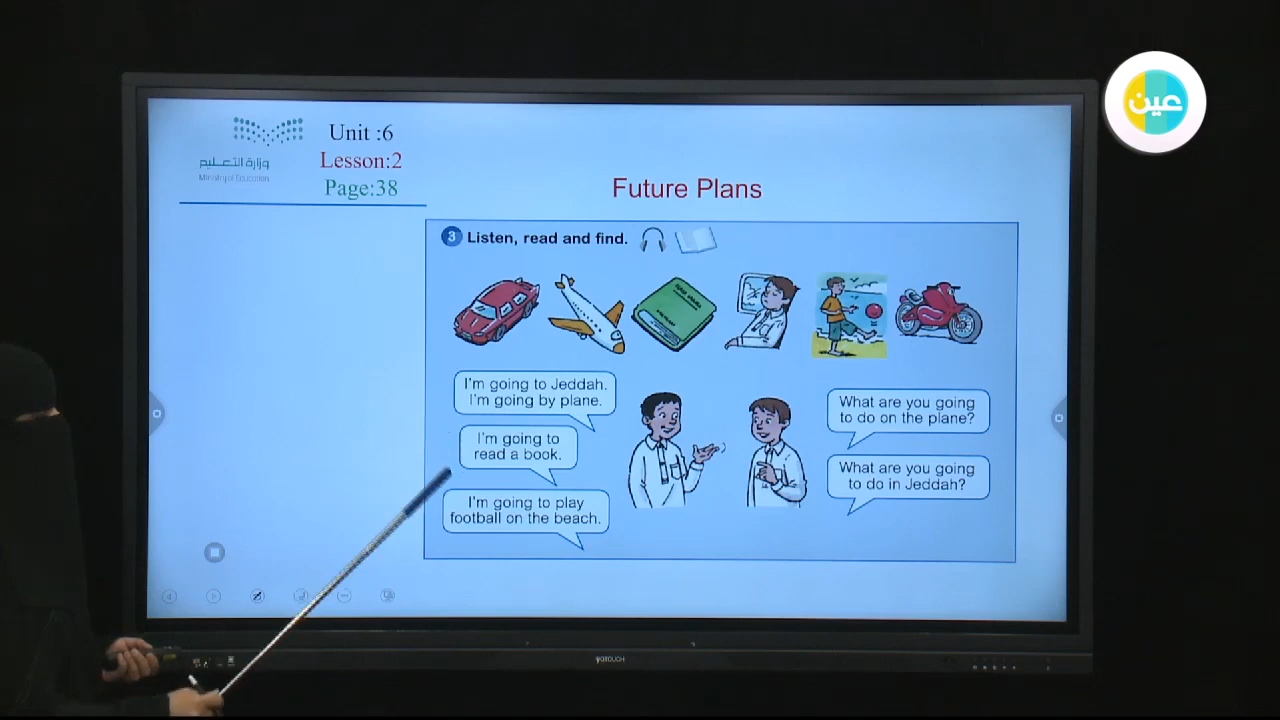 عين
Unit :6
Lesson:2
Page:38
وزارة التعليم
Ministry of Education
Future Plans
3 Listen, read and find.
I'm going to Jeddah.
I'm going by plane.
I'm going to
read a book.
I'm going to play
football on the beach.
What are you going
to do on the plane?
What are you going
to do in Jeddah?